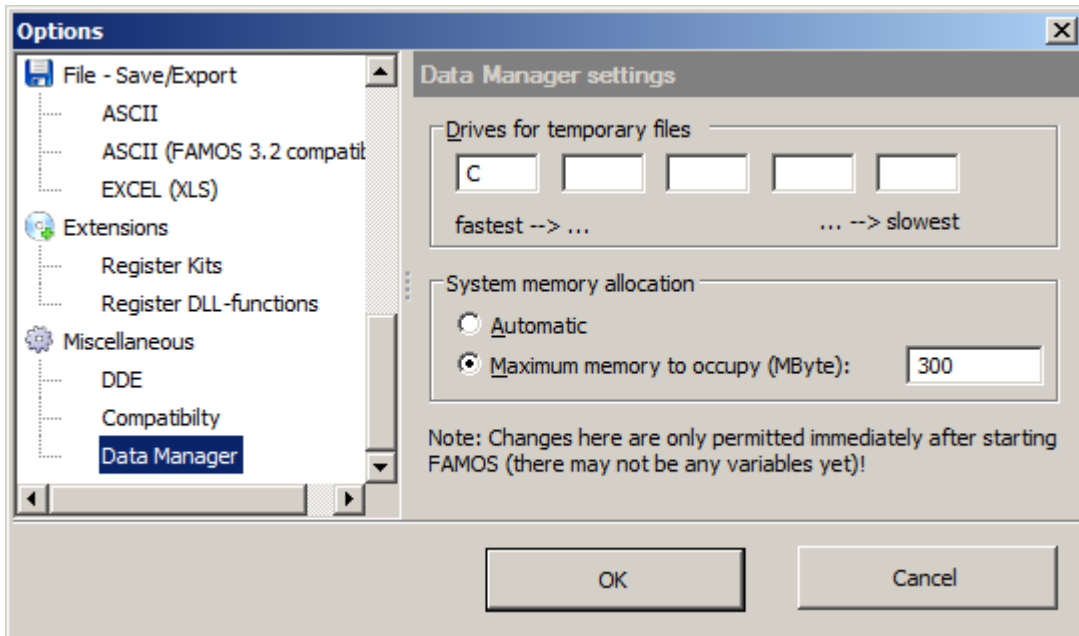 Options
File - Save/Export
ASCII
ASCII (FAMOS 3.2 compatib
EXCEL (XLS)
Extensions
Register Kits
Register DLL-functions
Miscellaneous
DDE
Compatibilty
Data Manager
Data Manager settings
Drives for temporary files
C
fastest --> ...
... --> slowest
System memory allocation
Automatic
Maximum memory to occupy (MByte): 300
Note: Changes here are only permitted immediately after starting
FAMOS (there may not be any variables yet)!
OK
Cancel